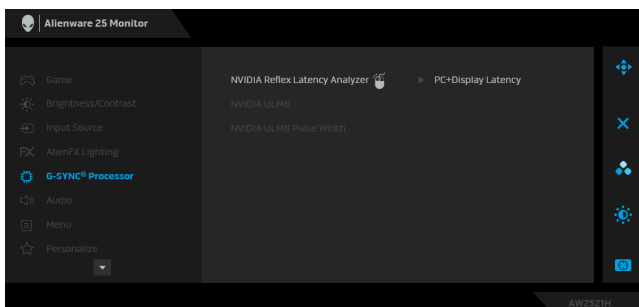 Alienware 25 Monitor
Game
Brightness/Contrast
Input Source
AlienFX Lighting
G-SYNC® Processor
Audio
Menu
Personalize
NVIDIA Reflex Latency Analyzer PC+Display Latency
NVIDIA ULMB
NVIDIA ULMB Pulse Width
AW2521H